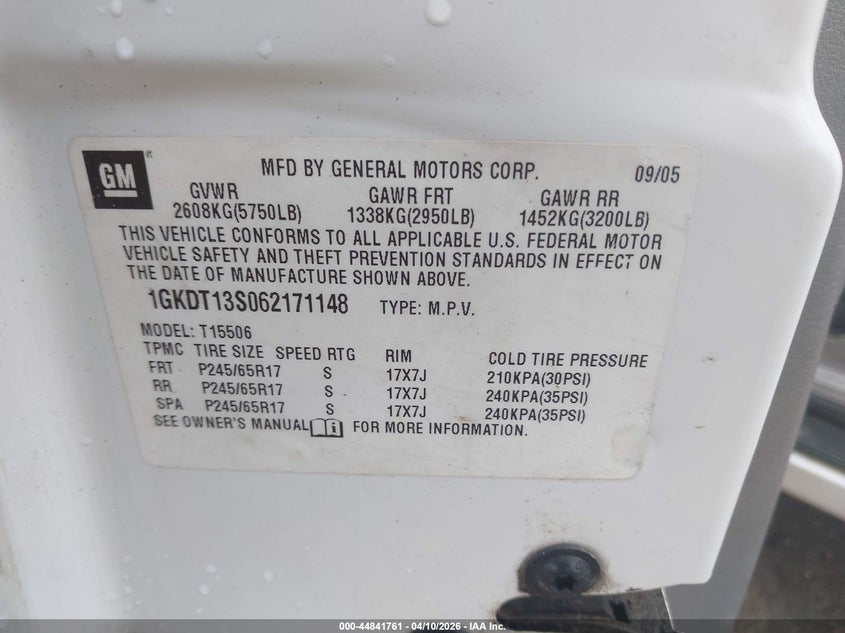 GM
MFD BY GENERAL MOTORS CORP. 09/05
GVWR GAWR FRT GAWR RR
2608KG(5750LB) 1338KG(2950LB) 1452KG(3200LB)
THIS VEHICLE CONFORMS TO ALL APPLICABLE U.S. FEDERAL MOTOR
VEHICLE SAFETY AND THEFT PREVENTION STANDARDS IN EFFECT ON
THE DATE OF MANUFACTURE SHOWN ABOVE.
1GKDT13S062171148 TYPE: M.P.V.
MODEL: T15506
TPMC TIRE SIZE SPEED RTG RIM COLD TIRE PRESSURE
FRT P245/65R17 S 17X7J 210KPA(30PSI)
RR P245/65R17 S 17X7J 240KPA(35PSI)
SPA P245/65R17 S 17X7J 240KPA(35PSI)
SEE OWNER'S MANUAL i FOR MORE INFORMATION.
000-44841761 - 04/10/2026 - IAA Inc.